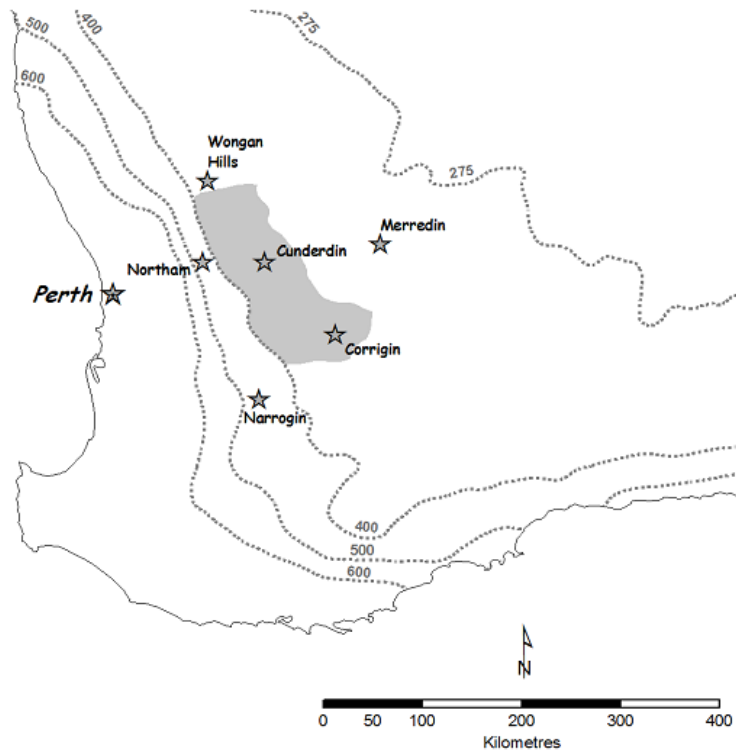 500
400
275
600
Wongan
Hills
275
Merredin
Cunderdin
Northam
Perth
Corrigin
Narrogin
400
500
600
N
0 50 100 200 300 400
Kilometres